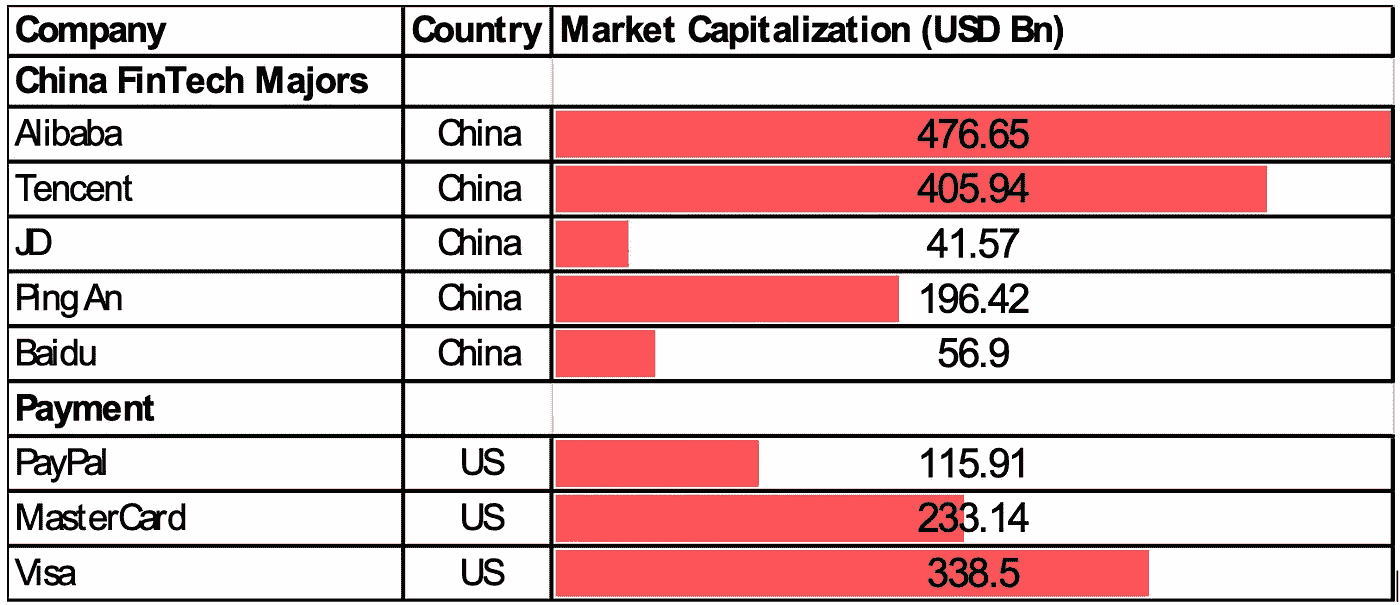 Company Country Market Capitalization (USD Bn)
China FinTech Majors
Alibaba China 476.65
Tencent China 405.94
JD China 41.57
Ping An China 196.42
Baidu China 56.9
Payment
PayPal US 115.91
MasterCard US 233.14
Visa US 338.5